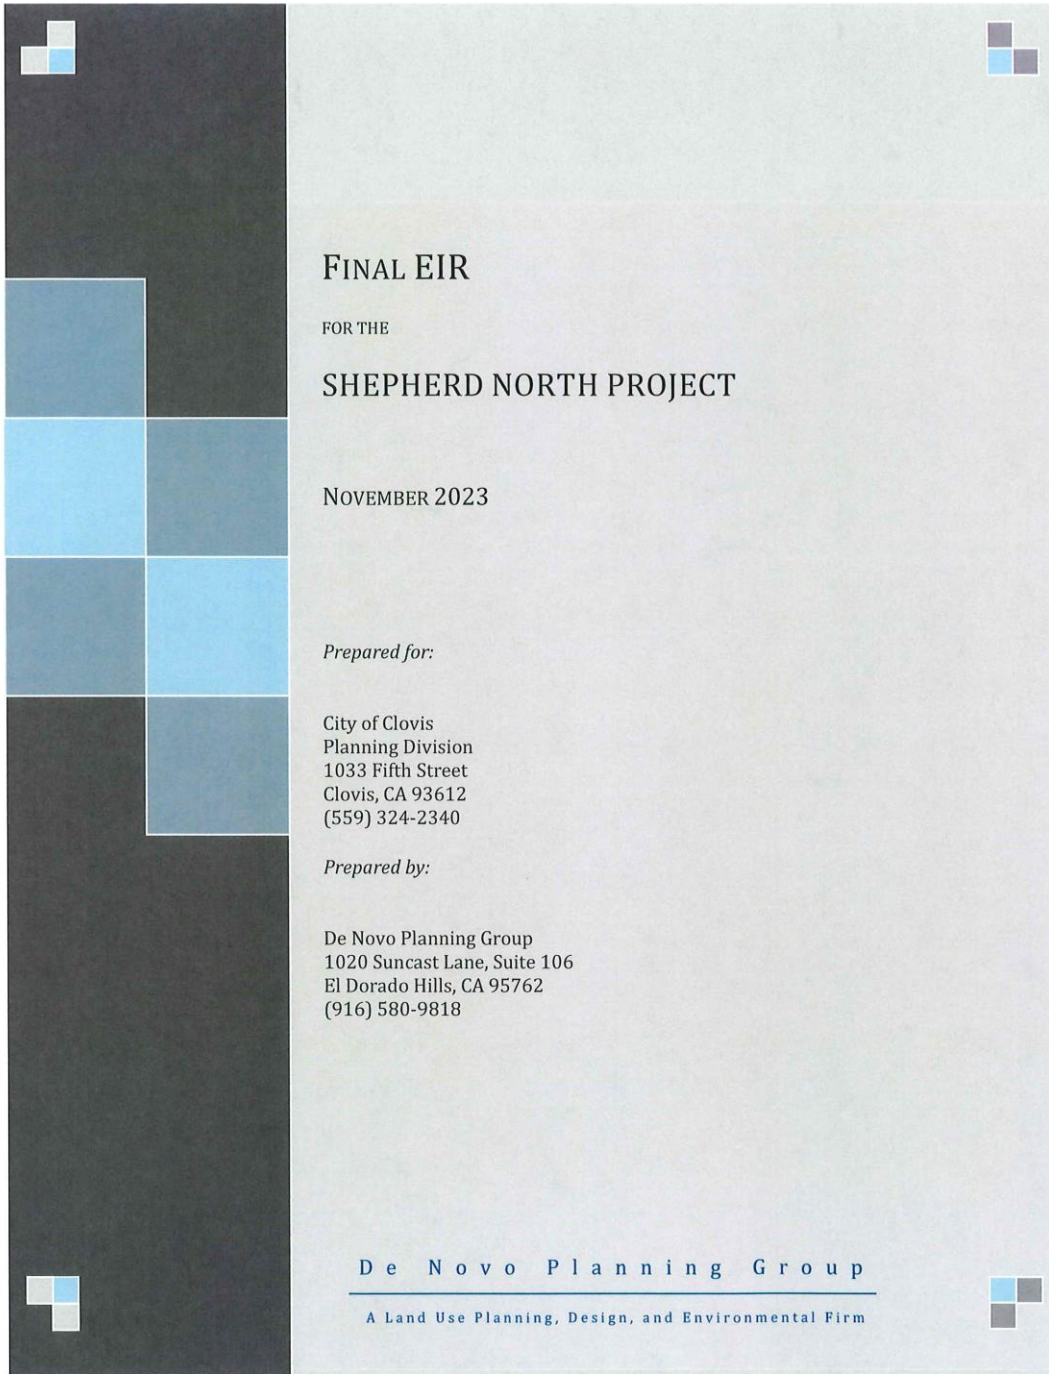 FINAL EIR
FOR THE
SHEPHERD NORTH PROJECT
NOVEMBER 2023
Prepared for:
City of Clovis
Planning Division
1033 Fifth Street
Clovis, CA 93612
(559) 324-2340
Prepared by:
De Novo Planning Group
1020 Suncast Lane, Suite 106
El Dorado Hills, CA 95762
(916) 580-9818
De Novo Planning Group
A Land Use Planning, Design, and Environmental Firm